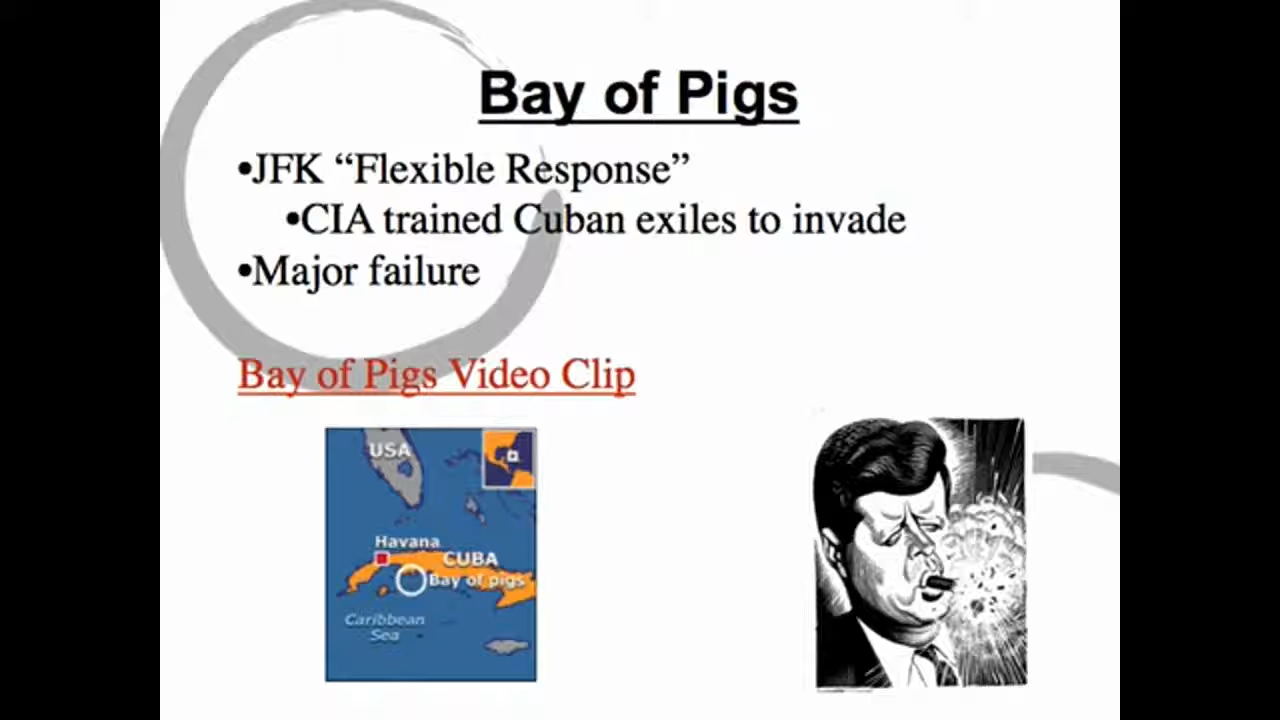 Bay of Pigs
•JFK “Flexible Response”
•CIA trained Cuban exiles to invade
•Major failure
Bay of Pigs Video Clip
USA
Havana
CUBA
Bay of pigs
Caribbean
Sea